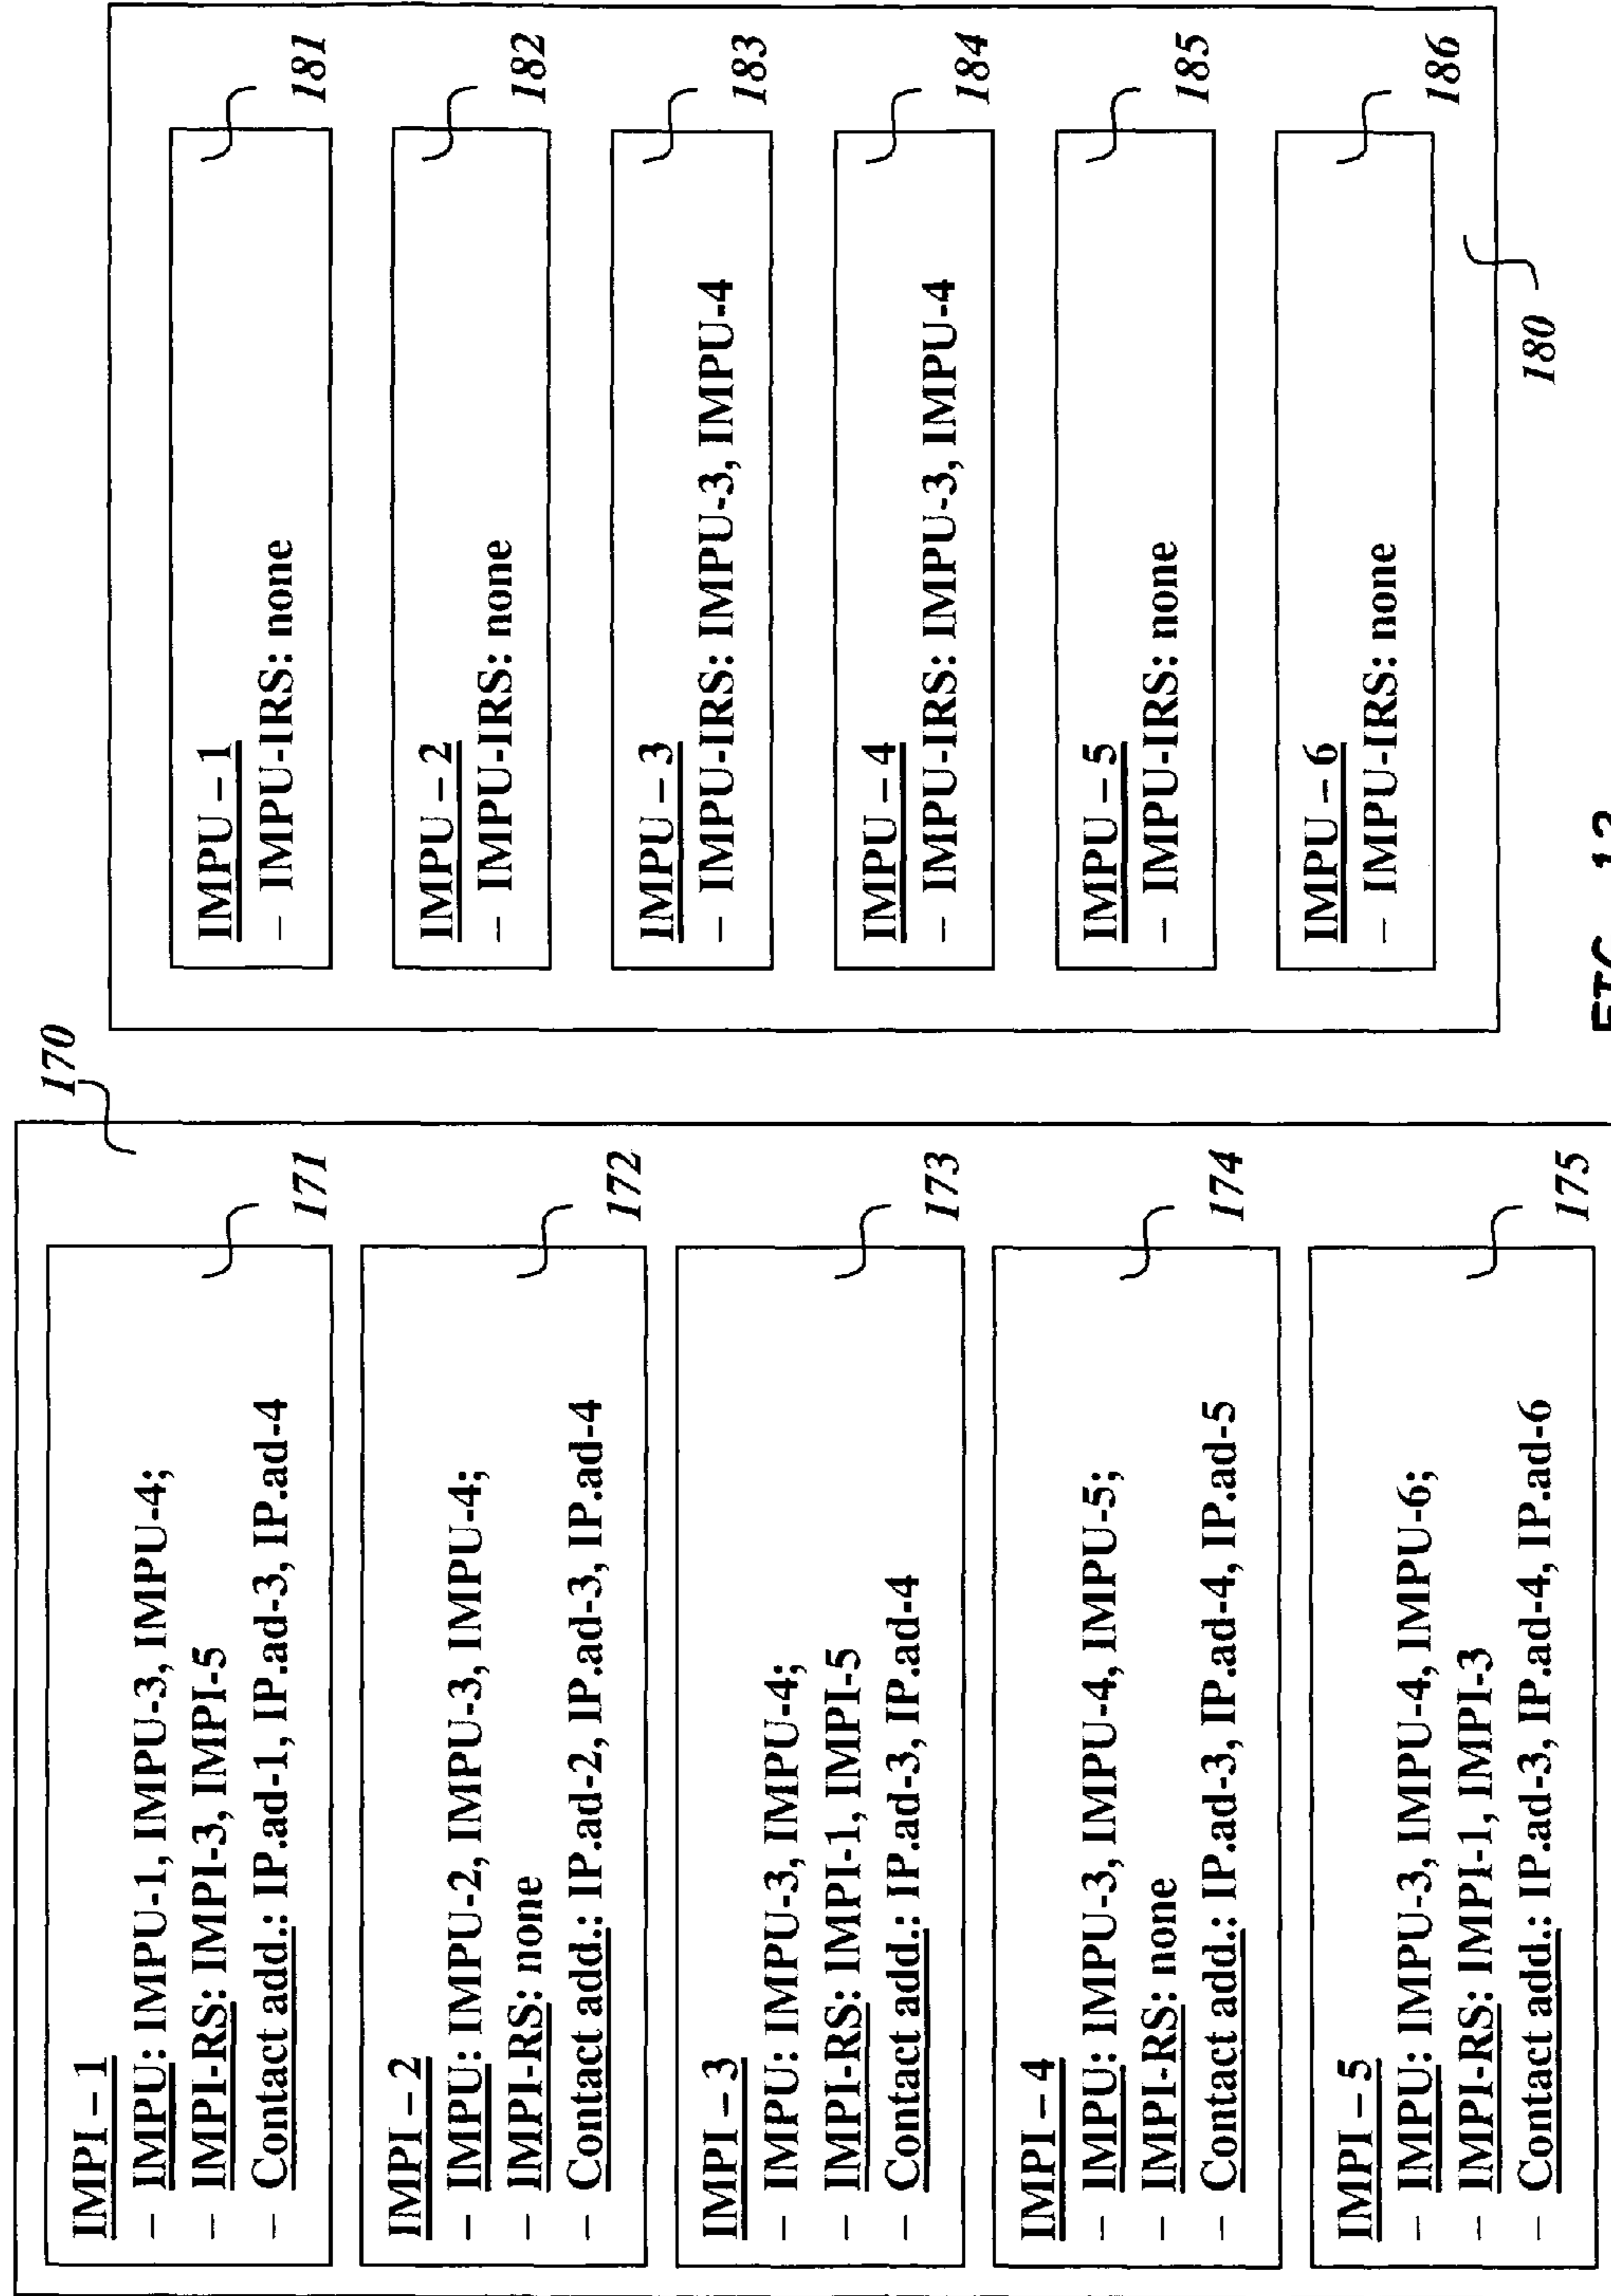 170
IMPI – 1
– IMPU: IMPU-1, IMPU-3, IMPU-4;
– IMPI-RS: IMPI-3, IMPI-5
– Contact add.: IP.ad-1, IP.ad-3, IP.ad-4
171
IMPI – 2
– IMPU: IMPU-2, IMPU-3, IMPU-4;
– IMPI-RS: none
– Contact add.: IP.ad-2, IP.ad-3, IP.ad-4
172
IMPI – 3
– IMPU: IMPU-3, IMPU-4;
– IMPI-RS: IMPI-1, IMPI-5
– Contact add.: IP.ad-3, IP.ad-4
173
IMPI – 4
– IMPU: IMPU-3, IMPU-4, IMPU-5;
– IMPI-RS: none
– Contact add.: IP.ad-3, IP.ad-4, IP.ad-5
174
IMPI – 5
– IMPU: IMPU-3, IMPU-4, IMPU-6;
– IMPI-RS: IMPI-1, IMPI-3
– Contact add.: IP.ad-3, IP.ad-4, IP.ad-6
175
IMPU – 1
– IMPU-IRS: none
181
IMPU – 2
– IMPU-IRS: none
182
IMPU – 3
– IMPU-IRS: IMPU-3, IMPU-4
183
IMPU – 4
– IMPU-IRS: IMPU-3, IMPU-4
184
IMPU – 5
– IMPU-IRS: none
185
IMPU – 6
– IMPU-IRS: none
186
180